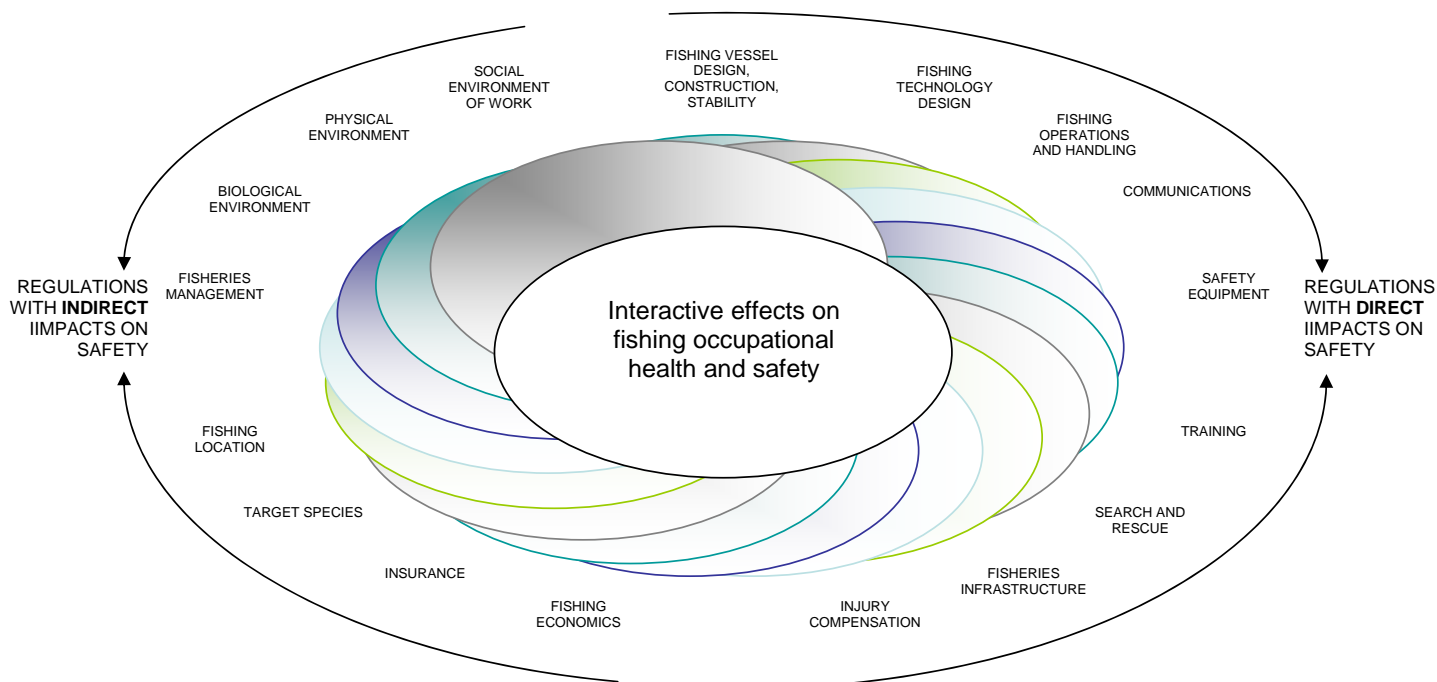 FISHING VESSEL
DESIGN,
CONSTRUCTION,
STABILITY
FISHING
TECHNOLOGY
DESIGN
FISHING
OPERATIONS
AND HANDLING
COMMUNICATIONS
SAFETY
EQUIPMENT
REGULATIONS
WITH DIRECT
IIMPACTS ON
SAFETY
TRAINING
SEARCH AND
RESCUE
FISHERIES
INFRASTRUCTURE
INJURY
COMPENSATION
FISHING
ECONOMICS
INSURANCE
TARGET SPECIES
FISHING
LOCATION
REGULATIONS
WITH INDIRECT
IIMPACTS ON
SAFETY
FISHERIES
MANAGEMENT
BIOLOGICAL
ENVIRONMENT
PHYSICAL
ENVIRONMENT
SOCIAL
ENVIRONMENT
OF WORK
Interactive effects on
fishing occupational
health and safety